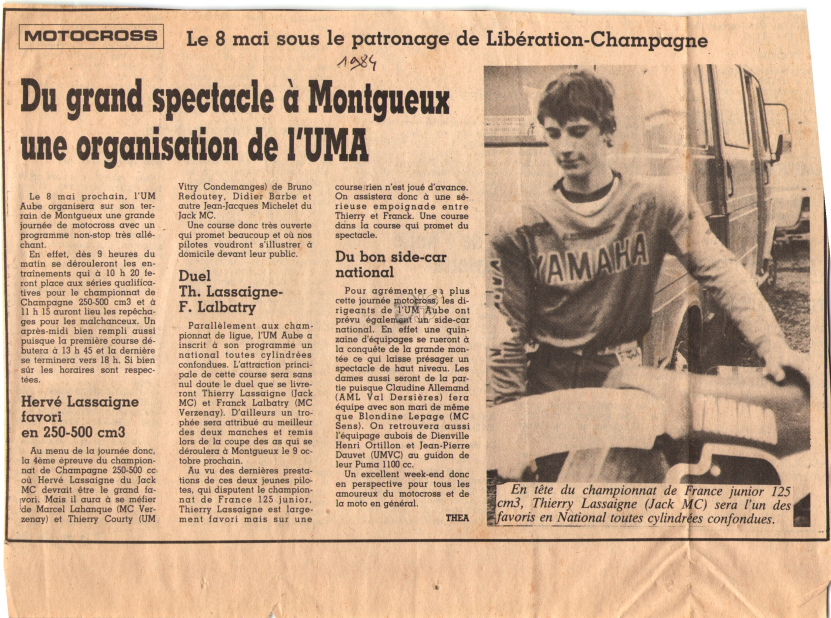 MOTOCROSS
Le 8 mai sous le patronage de Libération-Champagne
1984
Du grand spectacle à Montgueux
une organisation de l'UMA
Le 8 mai prochain, l'UM
Aube organisera sur son ter-
rain de Montgueux une grande
journée de motocross avec un
programme non-stop très allé-
chant.
En effet, dès 9 heures du
matin se dérouleront les en-
traînements qui à 10 h 20 fe-
ront place aux séries qualifica-
tives pour le championnat de
Champagne 250-500 cm3 et à
11 h 15 auront lieu les repêcha-
ges pour les malchanceux. Un
après-midi bien rempli aussi
puisque la première course dé-
butera à 13 h 45 et la dernière
se terminera vers 18 h. Si bien
sûr les horaires sont respec-
tées.
Hervé Lassaigne
favori
en 250-500 cm3
Au menu de la journée donc,
la 4ème épreuve du champion-
nat de Champagne 250-500 cc
où Hervé Lassaigne du Jack
MC devrait être le grand fa-
vori. Mais il aura à se méfier
de Marcel Lahanque (MC Ver-
zenay) et Thierry Courty (UM
Vitry Condemanges) de Bruno
Redoutey, Didier Barbe et
autre Jean-Jacques Michelet du
Jack MC.
Une course donc très ouverte
qui promet beaucoup et où nos
pilotes voudront s'illustrer à
domicile devant leur public.
Duel
Th. Lassaigne-
F. Lalbatry
Parallèlement aux cham-
pionnat de ligue, l'UM Aube a
inscrit à son programme un
national toutes cylindrées
confondues. L'attraction princi-
pale de cette course sera sans
nul doute le duel que se livre-
ront Thierry Lassaigne (Jack
MC) et Franck Lalbatry (MC
Verzenay). D'ailleurs un tro-
phée sera attribué au meilleur
des deux manches et remis
lors de la coupe des as qui se
déroulera à Montgueux le 9 oc-
tobre prochain.
Au vu des dernières presta-
tions de ces deux jeunes pilo-
tes, qui disputent le champion-
nat de France 125 junior,
Thierry Lassaigne est large-
ment favori mais sur une
course rien n'est joué d'avance.
On assistera donc à une sé-
rieuse empoignade entre
Thierry et Franck. Une course
dans la course qui promet du
spectacle.
Du bon side-car
national
Pour agrémenter en plus
cette journée motocross, les di-
rigeants de l'UM Aube ont
prévu également un side-car
national. En effet une quin-
zaine d'équipages se rueront à
la conquête de la grande mon-
tée ce qui laisse présager un
spectacle de haut niveau. Les
dames aussi seront de la par-
tie puisque Claudine Allemand
(AML Val Dersières) fera
équipe avec son mari de même
que Blondine Lepage (MC
Sens). On retrouvera aussi
l'équipage aubois de Dienville
Henri Ortillon et Jean-Pierre
Dauvet (UMVC) au guidon de
leur Puma 1100 cc.
Un excellent week-end donc
en perspective pour tous les
amoureux du motocross et de
la moto en général.
THEA
YAMAHA
En tête du championnat de France junior 125
cm3, Thierry Lassaigne (Jack MC) sera l'un des
favoris en National toutes cylindrées confondues.